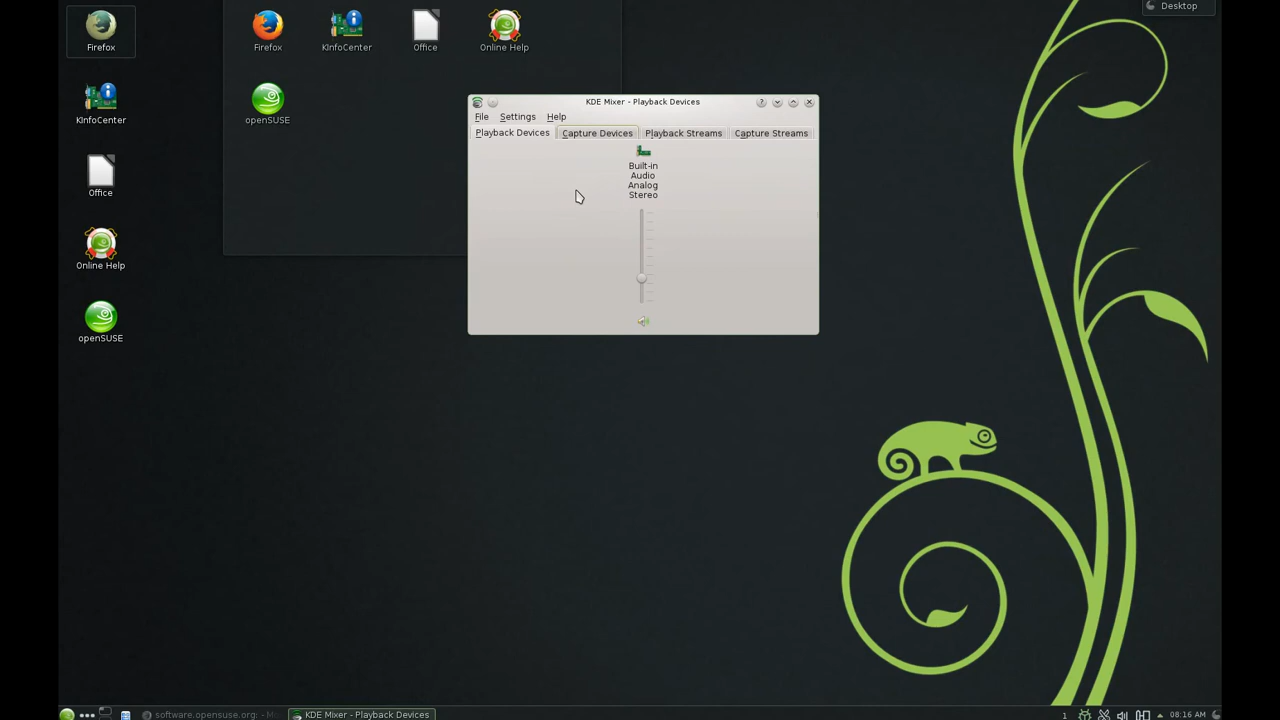 Desktop
Firefox
KInfoCenter
Office
Online Help
openSUSE
Firefox
KInfoCenter
Office
Online Help
openSUSE
KDE Mixer - Playback Devices
File Settings Help
Playback Devices Capture Devices Playback Streams Capture Streams
Built-in
Audio
Analog
Stereo
software.opensuse.org: - M
KDE Mixer - Playback Devices
1
08:16 AM